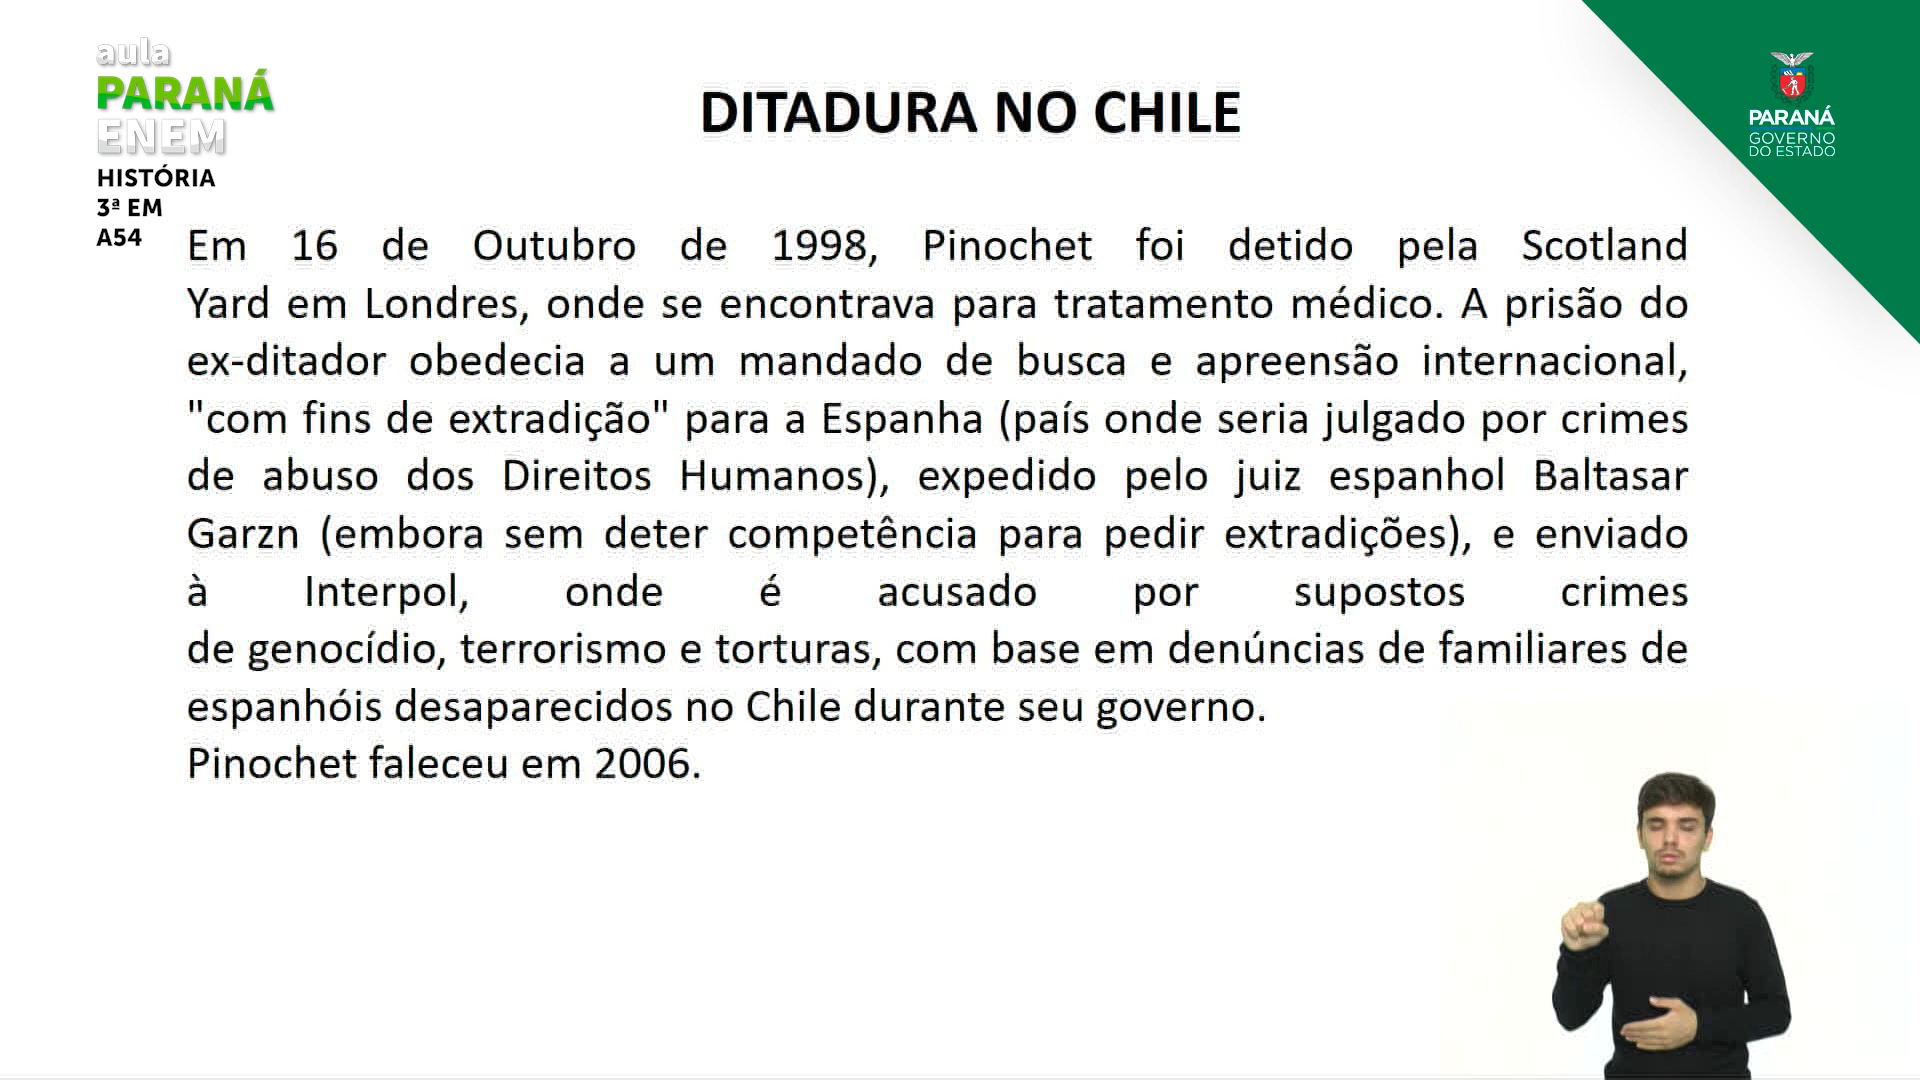 aula
PARANÁ
ENEM
HISTÓRIA
3ª EM
A54
DITADURA NO CHILE
PARANÁ
GOVERNO
DO ESTADO
Em 16 de Outubro de 1998, Pinochet foi detido pela Scotland
Yard em Londres, onde se encontrava para tratamento médico. A prisão do
ex-ditador obedecia a um mandado de busca e apreensão internacional,
"com fins de extradição" para a Espanha (país onde seria julgado por crimes
de abuso dos Direitos Humanos), expedido pelo juiz espanhol Baltasar
Garzn (embora sem deter competência para pedir extradições), e enviado
à Interpol, onde é acusado por supostos crimes
de genocídio, terrorismo e torturas, com base em denúncias de familiares de
espanhóis desaparecidos no Chile durante seu governo.
Pinochet faleceu em 2006.